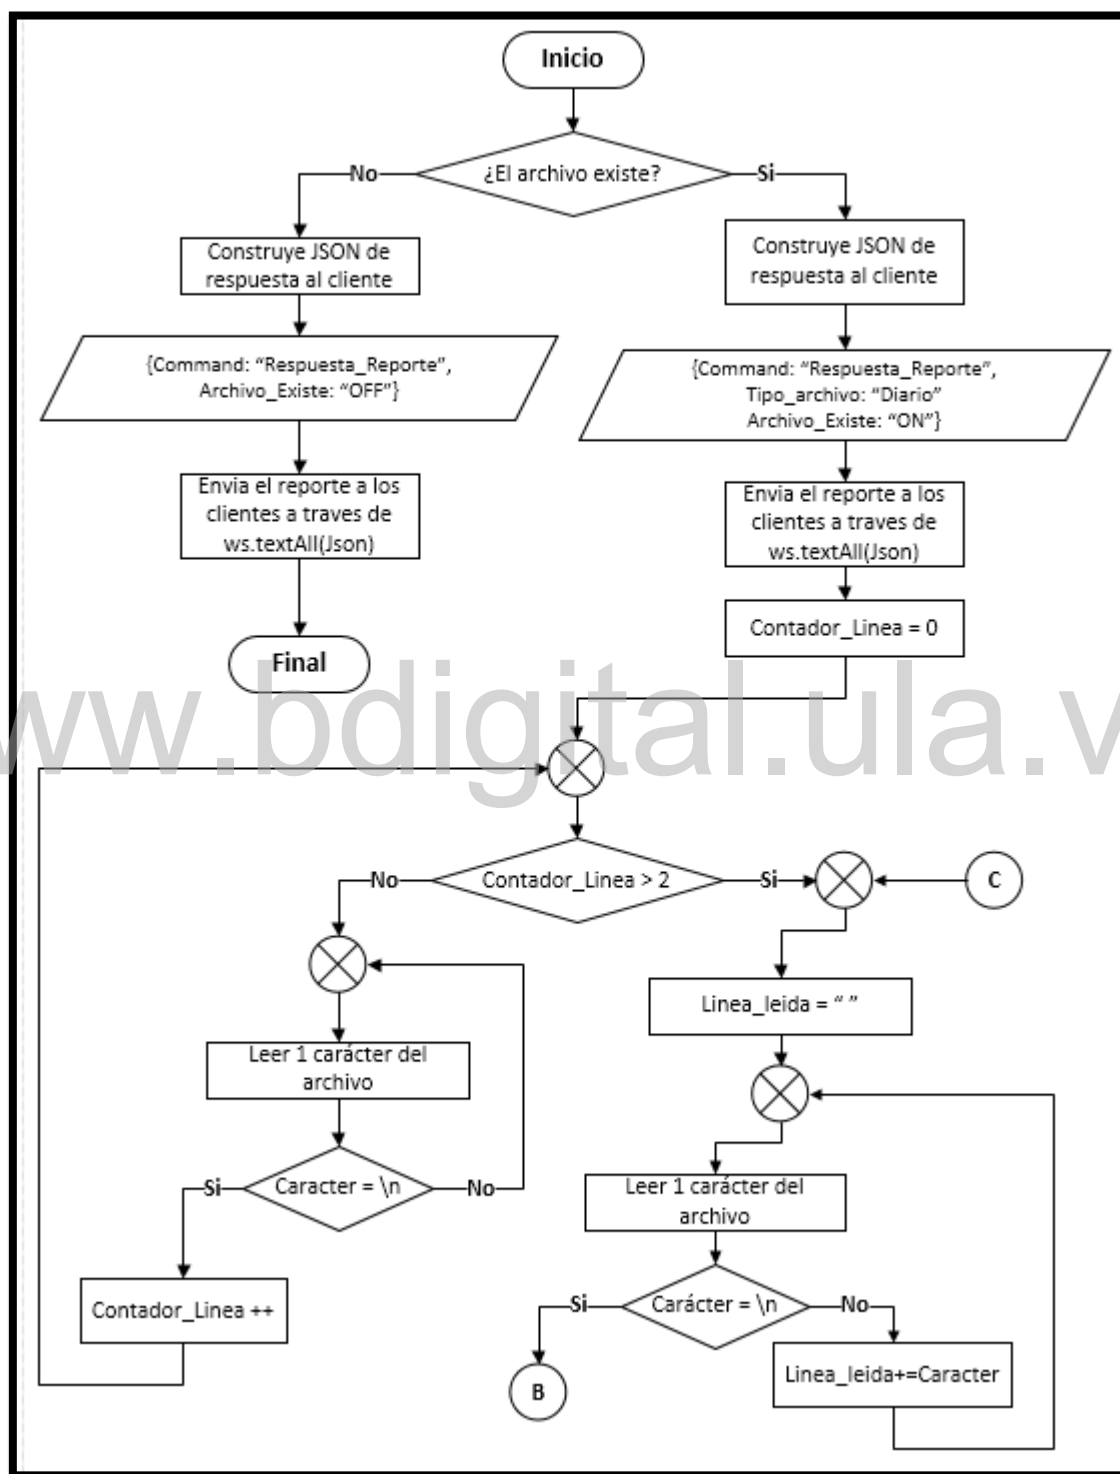 Inicio
¿El archivo existe?
No
Si
Construye JSON de
respuesta al cliente
Construye JSON de
respuesta al cliente
{Command: “Respuesta_Reporte”,
Archivo_Existe: “OFF”}
{Command: “Respuesta_Reporte”,
Tipo_archivo: “Diario”
Archivo_Existe: “ON”}
Envia el reporte a los
clientes a traves de
ws.textAll(Json)
Envia el reporte a los
clientes a traves de
ws.textAll(Json)
Contador_Linea = 0
Final
www.bdigital.ula.v
Contador_Linea > 2
No
Si
C
Linea_leida = “ ”
Leer 1 carácter del
archivo
Caracter = \n
Si
No
Leer 1 carácter del
archivo
Contador_Linea ++
Carácter = \n
Si
No
B
Linea_leida+=Caracter